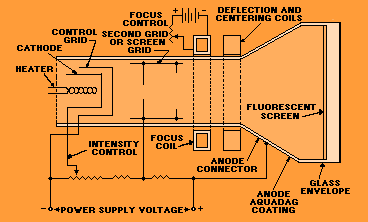 FOCUS
CONTROL
+ -
DEFLECTION AND
CENTERING COILS
CONTROL
GRID
SECOND GRID
OR SCREEN
GRID
CATHODE
HEATER
FLUORESCENT
SCREEN
INTENSITY
CONTROL
FOCUS
COIL
ANODE
CONNECTOR
ANODE
AQUADAG
COATING
GLASS
ENVELOPE
- POWER SUPPLY VOLTAGE +